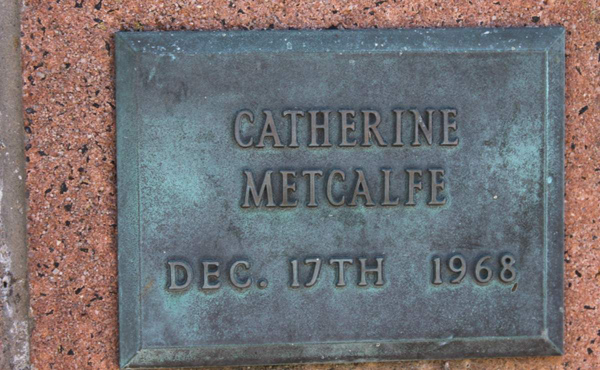 CATHERINE
METCALFE
DEC. 17TH 1968